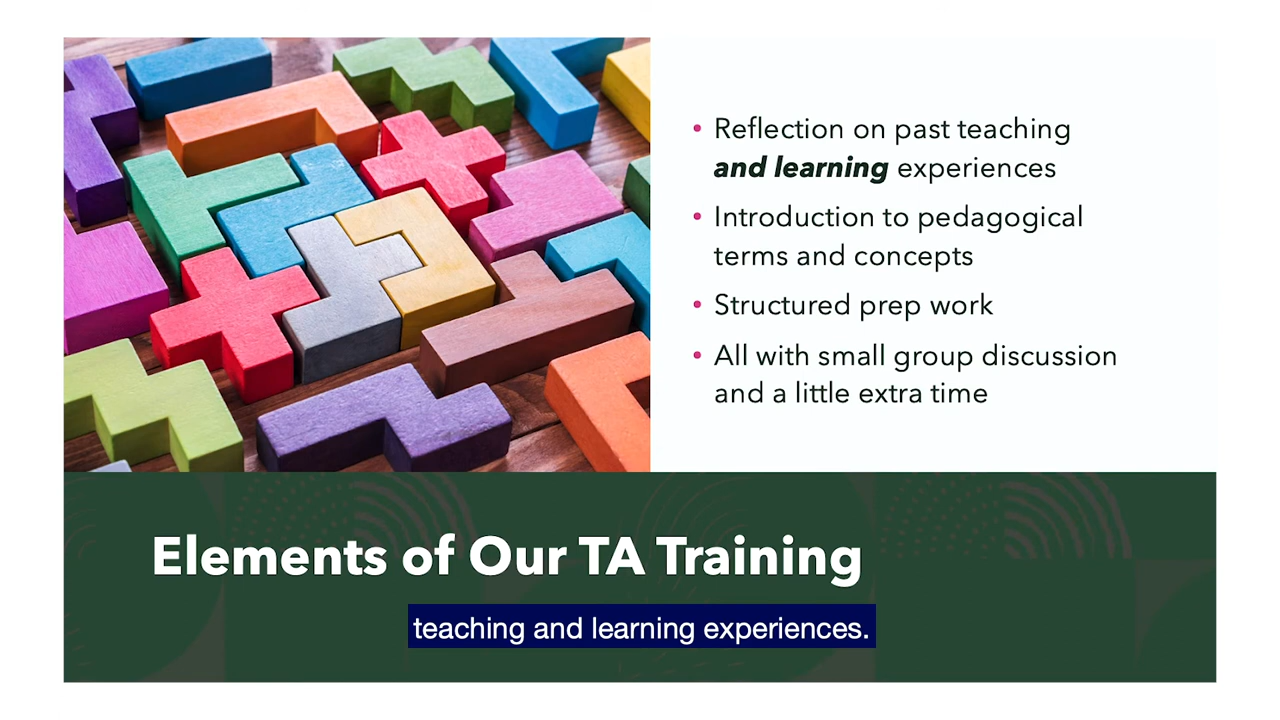 • Reflection on past teaching
and learning experiences
• Introduction to pedagogical
terms and concepts
• Structured prep work
• All with small group discussion
and a little extra time
Elements of Our TA Training
teaching and learning experiences.